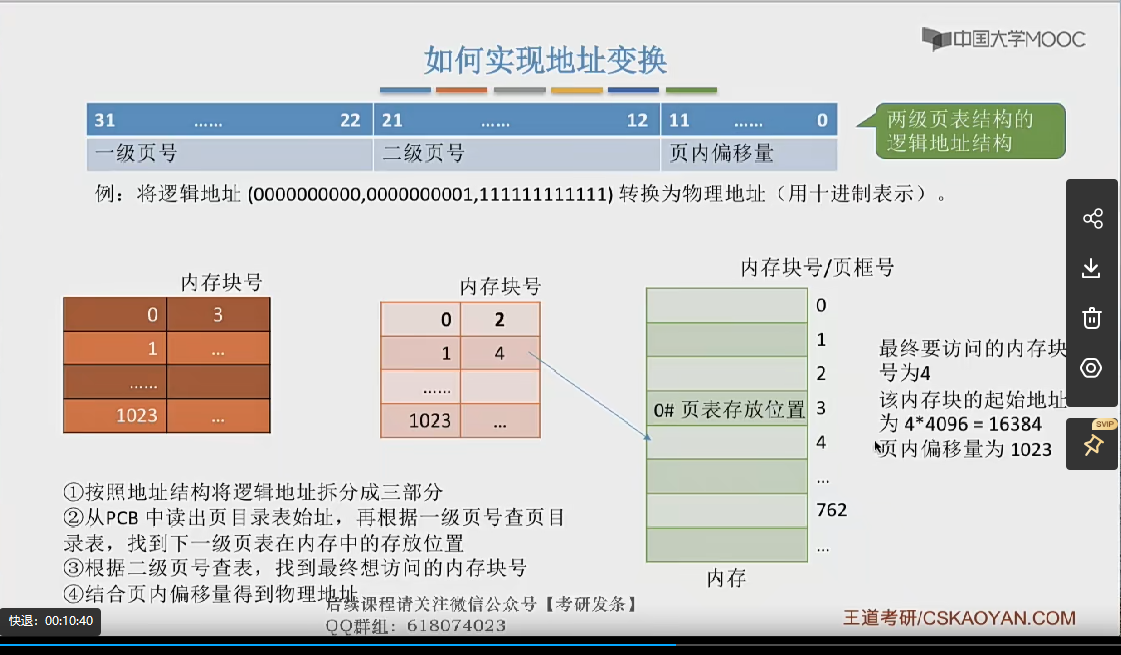 中国大学MOOC
如何实现地址变换
31 …… 22 21 …… 12 11 …… 0
一级页号 二级页号 页内偏移量
两级页表结构的
逻辑地址结构
例：将逻辑地址 (0000000000,0000000001,111111111111) 转换为物理地址（用十进制表示）。
内存块号
0 3
1 ...
……
1023 ...
内存块号
0 2
1 4
……
1023 ...
内存块号/页框号
0
1
2
0# 页表存放位置 3
4
...
762
...
内存
最终要访问的内存块
号为4
该内存块的起始地址
为 4*4096 = 16384
页内偏移量为 1023
①按照地址结构将逻辑地址拆分成三部分
②从PCB 中读出页目录表始址，再根据一级页号查页目
录表，找到下一级页表在内存中的存放位置
③根据二级页号查表，找到最终想访问的内存块号
④结合页内偏移量得到物理地址
后续课程请关注微信公众号【考研发条】
QQ群组：618074023
王道考研/CSKAOYAN.COM
快退：00:10:40
SVIP